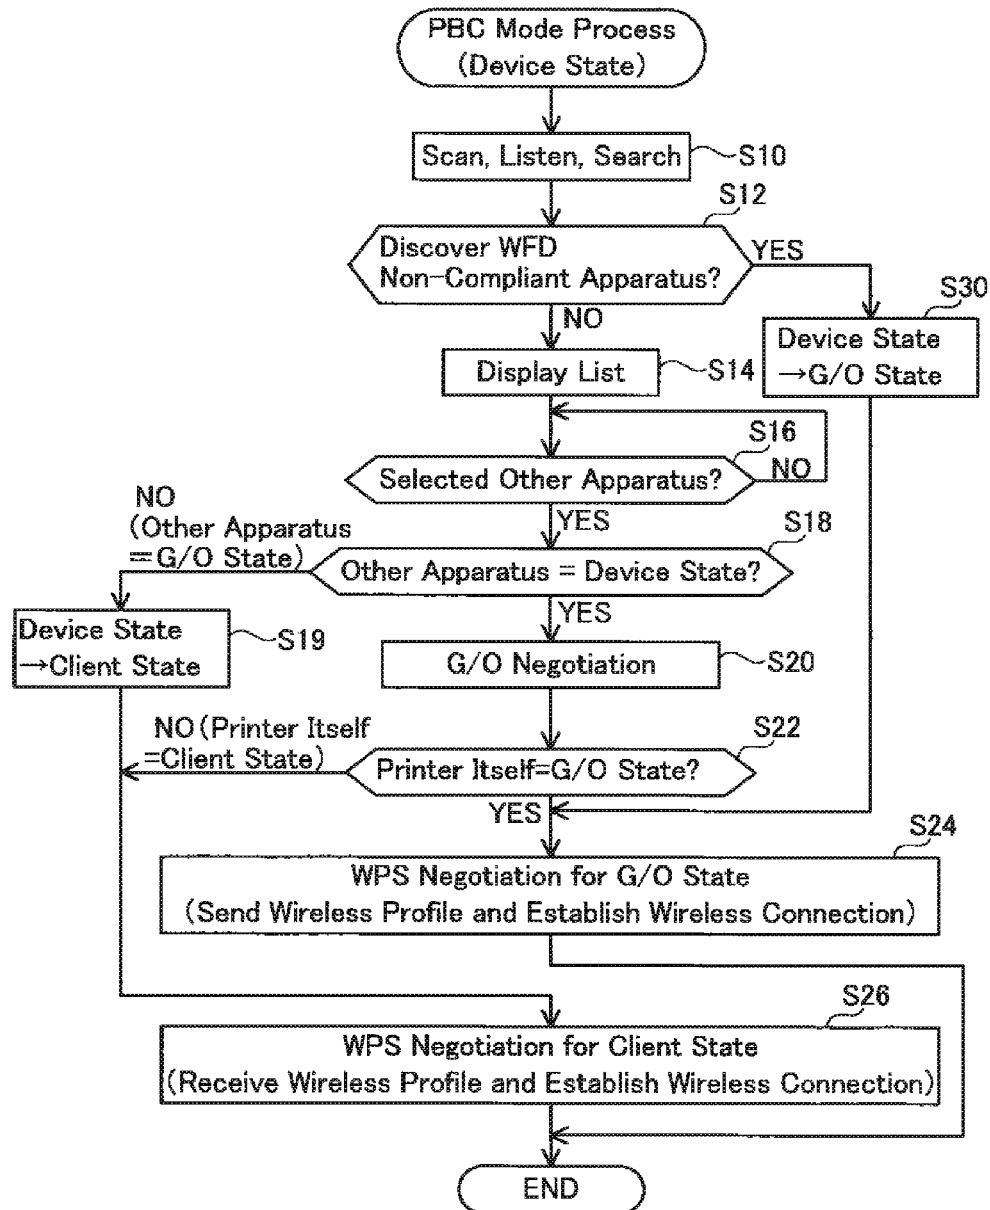 PBC Mode Process
(Device State)
Scan, Listen, Search
S10
S12
Discover WFD
Non-Compliant Apparatus?
YES
S30
NO
Device State
→G/O State
Display List
S14
S16
Selected Other Apparatus?
NO
NO
(Other Apparatus
=G/O State)
YES
S18
Other Apparatus = Device State?
YES
Device State
→Client State
S19
G/O Negotiation
S20
NO(Printer Itself
=Client State)
S22
Printer Itself=G/O State?
YES
S24
WPS Negotiation for G/O State
(Send Wireless Profile and Establish Wireless Connection)
S26
WPS Negotiation for Client State
(Receive Wireless Profile and Establish Wireless Connection)
END